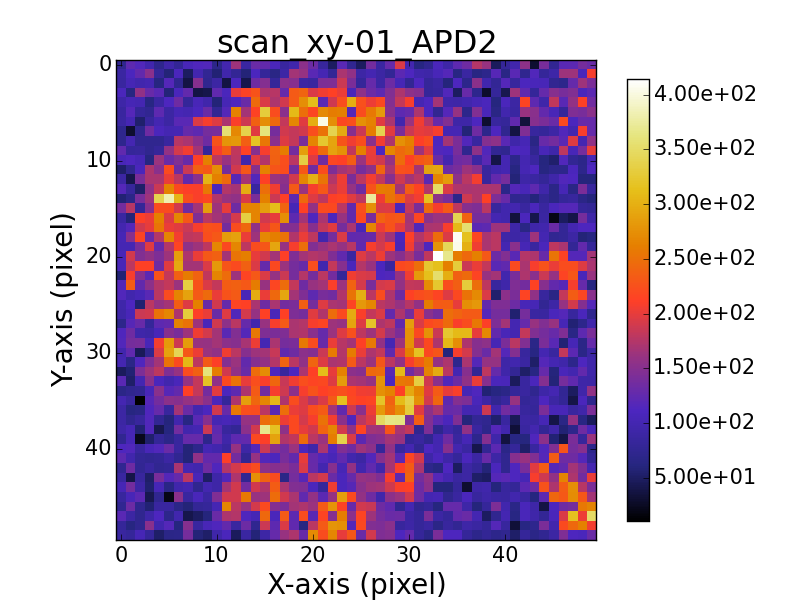 scan_xy-01_APD2
0
10
20
30
40
Y-axis (pixel)
0 10 20 30 40
X-axis (pixel)
4.00e+02
3.50e+02
3.00e+02
2.50e+02
2.00e+02
1.50e+02
1.00e+02
5.00e+01